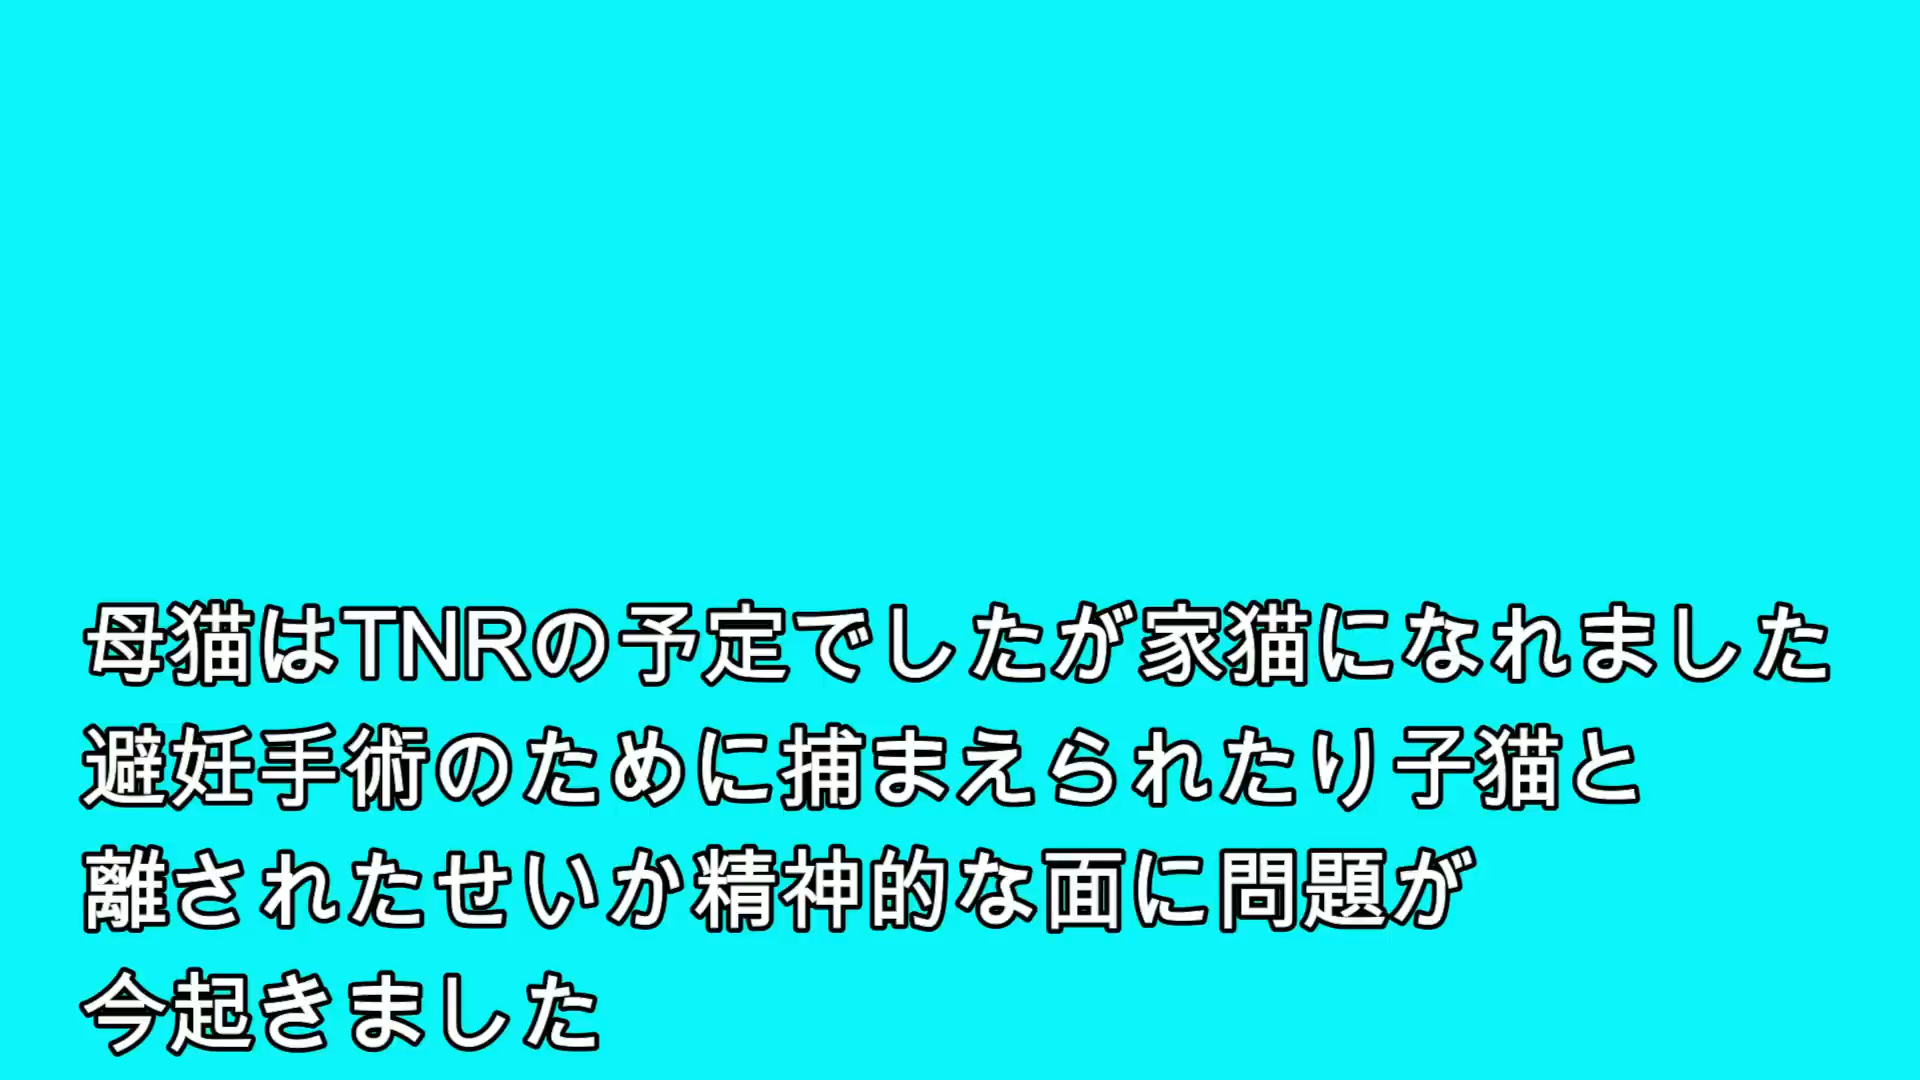 母猫はTNRの予定でしたが家猫になれました
避妊手術のために捕まえられたり子猫と
離されたせいか精神的な面に問題が
今起きました